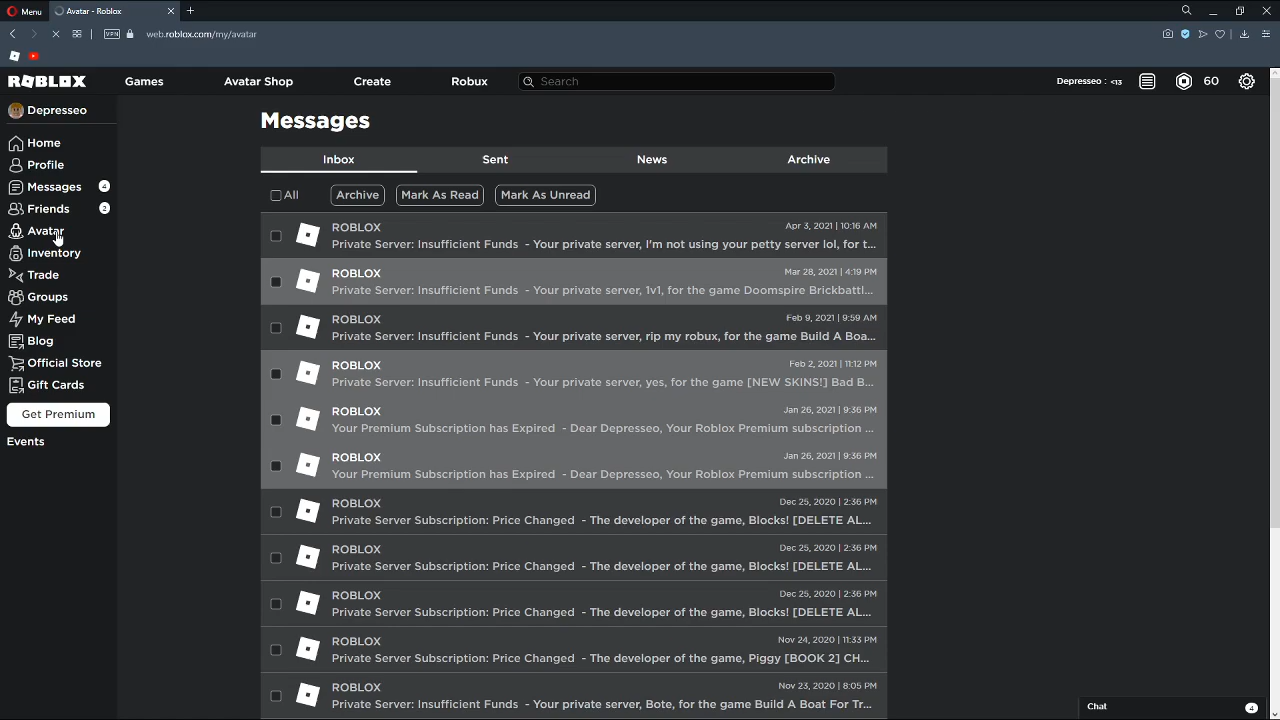 Menu
Avatar - Roblox
VPN
web.roblox.com/my/avatar
ROBLOX
Games
Avatar Shop
Create
Robux
Search
Depresseo : <13
60
Depresseo
Home
Profile
Messages 4
Friends 2
Avatar
Inventory
Trade
Groups
My Feed
Blog
Official Store
Gift Cards
Get Premium
Events
Messages
Inbox
Sent
News
Archive
All
Archive
Mark As Read
Mark As Unread
ROBLOX Apr 3, 2021 | 10:16 AM
Private Server: Insufficient Funds - Your private server, I'm not using your petty server lol, for t...
ROBLOX Mar 28, 2021 | 4:19 PM
Private Server: Insufficient Funds - Your private server, 1v1, for the game Doomspire Brickbattl...
ROBLOX Feb 9, 2021 | 9:59 AM
Private Server: Insufficient Funds - Your private server, rip my robux, for the game Build A Boa...
ROBLOX Feb 2, 2021 | 11:12 PM
Private Server: Insufficient Funds - Your private server, yes, for the game [NEW SKINS!] Bad B...
ROBLOX Jan 26, 2021 | 9:36 PM
Your Premium Subscription has Expired - Dear Depresseo, Your Roblox Premium subscription ...
ROBLOX Jan 26, 2021 | 9:36 PM
Your Premium Subscription has Expired - Dear Depresseo, Your Roblox Premium subscription ...
ROBLOX Dec 25, 2020 | 2:36 PM
Private Server Subscription: Price Changed - The developer of the game, Blocks! [DELETE AL...
ROBLOX Dec 25, 2020 | 2:36 PM
Private Server Subscription: Price Changed - The developer of the game, Blocks! [DELETE AL...
ROBLOX Dec 25, 2020 | 2:36 PM
Private Server Subscription: Price Changed - The developer of the game, Blocks! [DELETE AL...
ROBLOX Nov 24, 2020 | 11:33 PM
Private Server Subscription: Price Changed - The developer of the game, Piggy [BOOK 2] CH...
ROBLOX Nov 23, 2020 | 8:05 PM
Private Server: Insufficient Funds - Your private server, Bote, for the game Build A Boat For Tr...
Chat 4